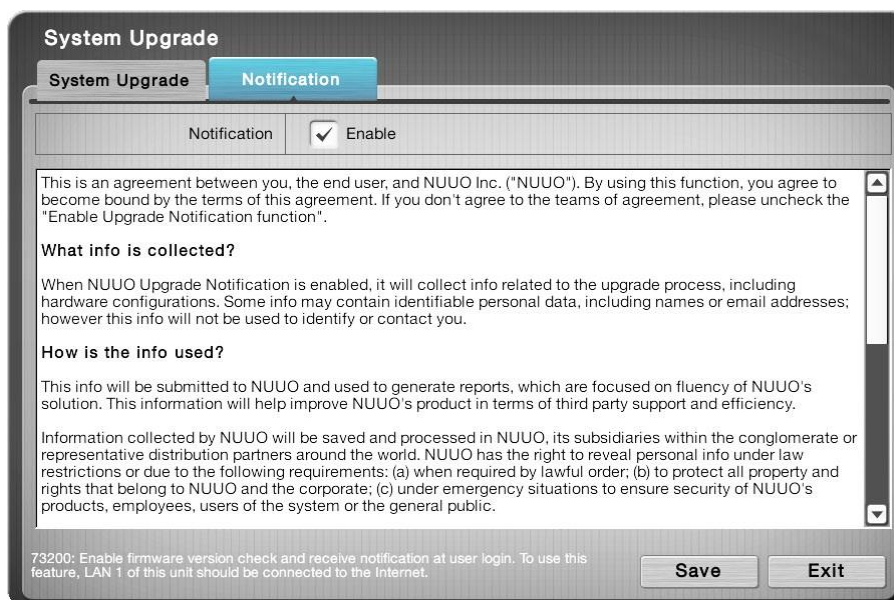 System Upgrade
System Upgrade
Notification
Notification
Enable
This is an agreement between you, the end user, and NUUO Inc. ("NUUO"). By using this function, you agree to
become bound by the terms of this agreement. If you don't agree to the teams of agreement, please uncheck the
"Enable Upgrade Notification function".
What info is collected?
When NUUO Upgrade Notification is enabled, it will collect info related to the upgrade process, including
hardware configurations. Some info may contain identifiable personal data, including names or email addresses;
however this info will not be used to identify or contact you.
How is the info used?
This info will be submitted to NUUO and used to generate reports, which are focused on fluency of NUUO's
solution. This information will help improve NUUO's product in terms of third party support and efficiency.
Information collected by NUUO will be saved and processed in NUUO, its subsidiaries within the conglomerate or
representative distribution partners around the world. NUUO has the right to reveal personal info under law
restrictions or due to the following requirements: (a) when required by lawful order; (b) to protect all property and
rights that belong to NUUO and the corporate; (c) under emergency situations to ensure security of NUUO's
products, employees, users of the system or the general public.
73200: Enable firmware version check and receive notification at user login. To use this
feature, LAN 1 of this unit should be connected to the Internet.
Save
Exit